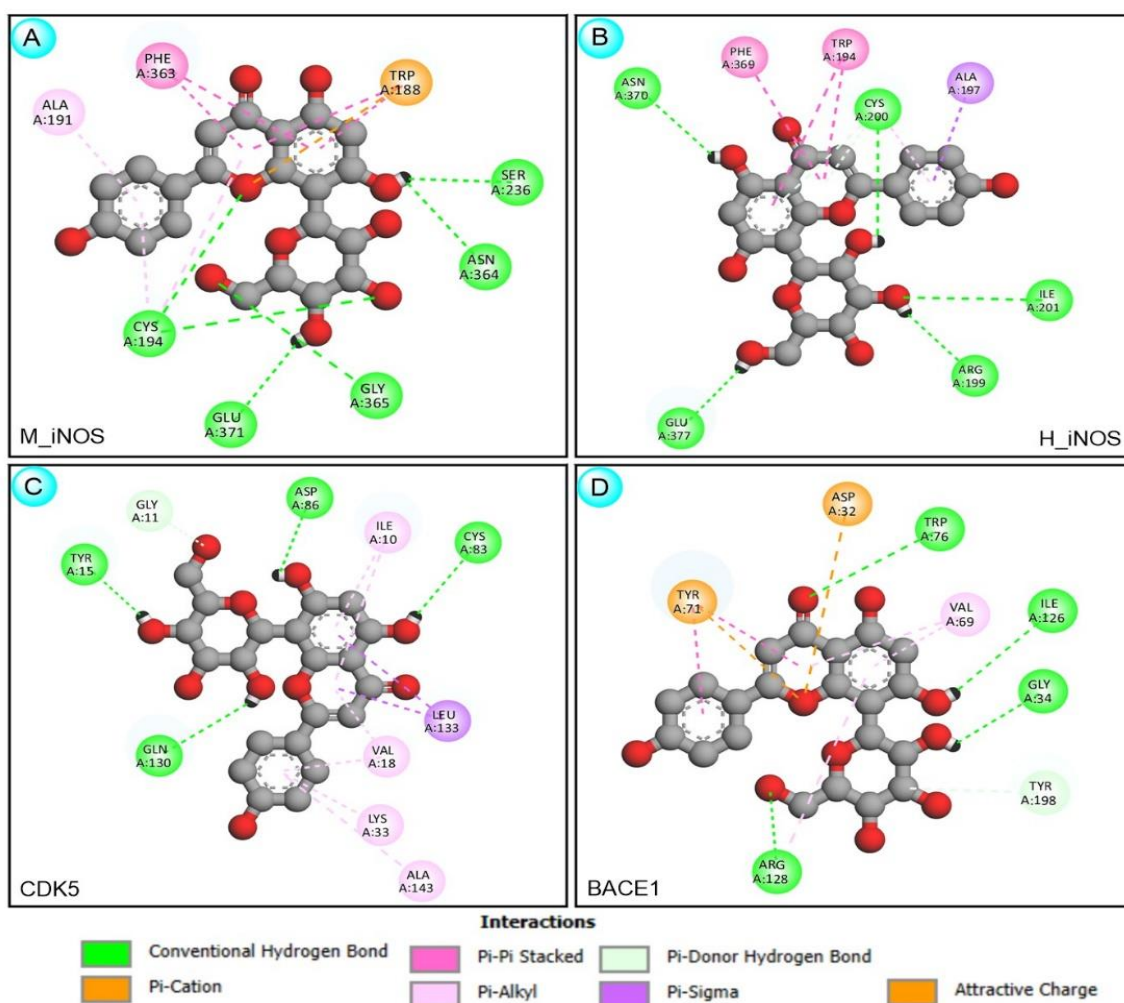 A
PHE
A:363
TRP
A:188
ALA
A:191
SER
A:236
ASN
A:364
CYS
A:194
GLY
A:365
GLU
A:371
M_iNOS
B
PHE
A:369
TRP
A:194
ASN
A:370
CYS
A:200
ALA
A:197
ILE
A:201
ARG
A:199
GLU
A:377
H_iNOS
C
GLY
A:11
ASP
A:86
ILE
A:10
CYS
A:83
TYR
A:15
LEU
A:133
GLN
A:130
VAL
A:18
LYS
A:33
ALA
A:143
CDK5
D
ASP
A:32
TRP
A:76
TYR
A:71
VAL
A:69
ILE
A:126
GLY
A:34
TYR
A:198
ARG
A:128
BACE1
Interactions
Conventional Hydrogen Bond
Pi-Pi Stacked
Pi-Donor Hydrogen Bond
Pi-Cation
Pi-Alkyl
Pi-Sigma
Attractive Charge